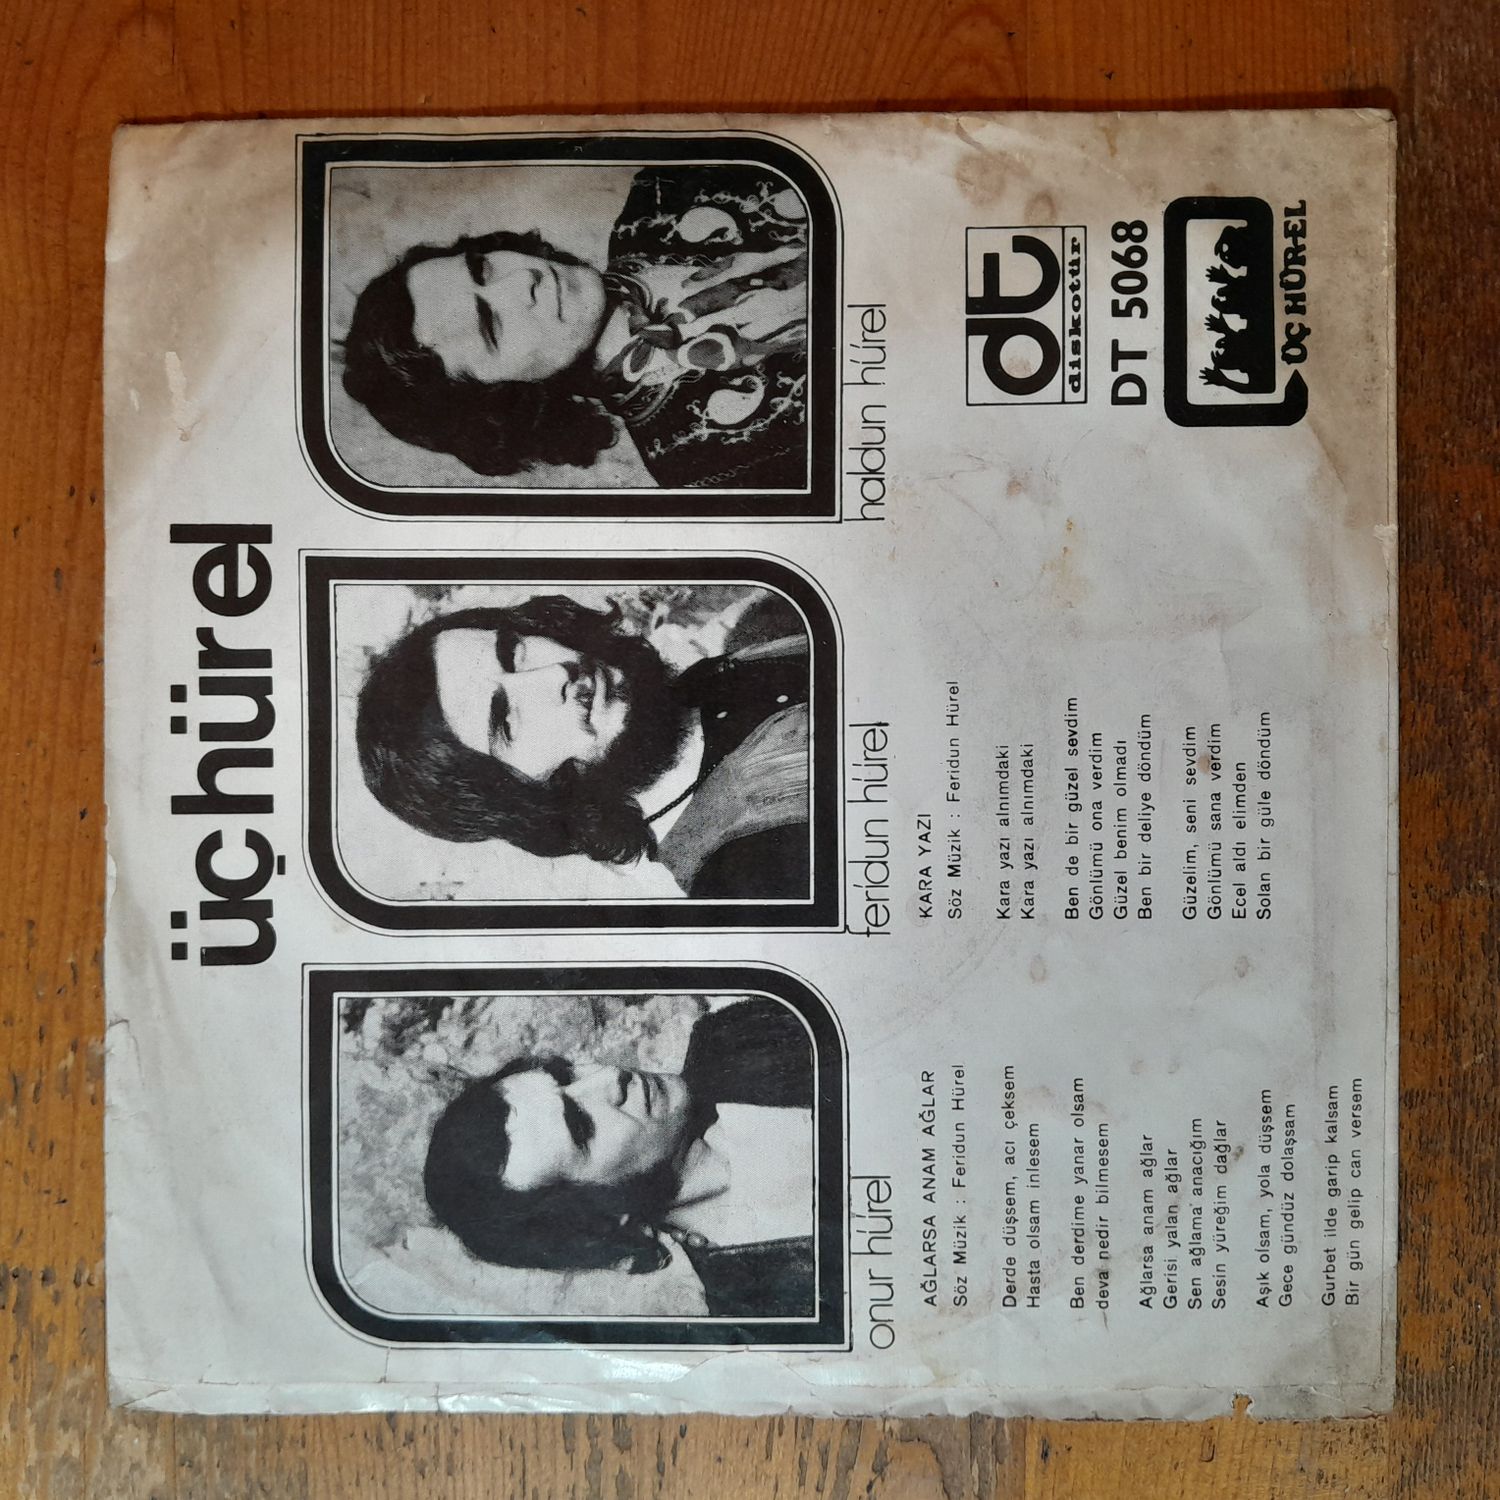 üçhürel
onur hürel
feridun hürel
haldun hürel
AĞLARSA ANAM AĞLAR
Söz Müzik : Feridun Hürel
Derde düşsem, acı çeksem
Hasta olsam inlesem
Ben derdime yanar olsam
deva nedir bilmesem
Ağlarsa anam ağlar
Gerisi yalan ağlar
Sen ağlama anacığım
Sesin yüreğim dağlar
Aşık olsam, yola düşsem
Gece gündüz dolaşsam
Gurbet ilde garip kalsam
Bir gün gelip can versem
KARA YAZI
Söz Müzik : Feridun Hürel
Kara yazı alnımdaki
Kara yazı alnımdaki
Ben de bir güzel sevdim
Gönlümü ona verdim
Güzel benim olmadı
Ben bir deliye döndüm
Güzelim, seni sevdim
Gönlümü sana verdim
Ecel aldı elimden
Solan bir güle döndüm
dt
diskotür
DT 5068
ÜÇ HÜREL